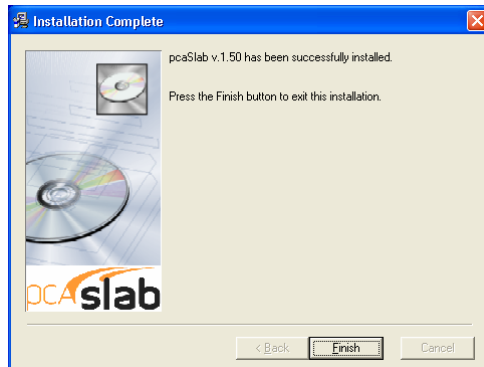 Installation Complete
pcaSlab v.1.50 has been successfully installed.
Press the Finish button to exit this installation.
pcaslab
< Back
Finish
Cancel